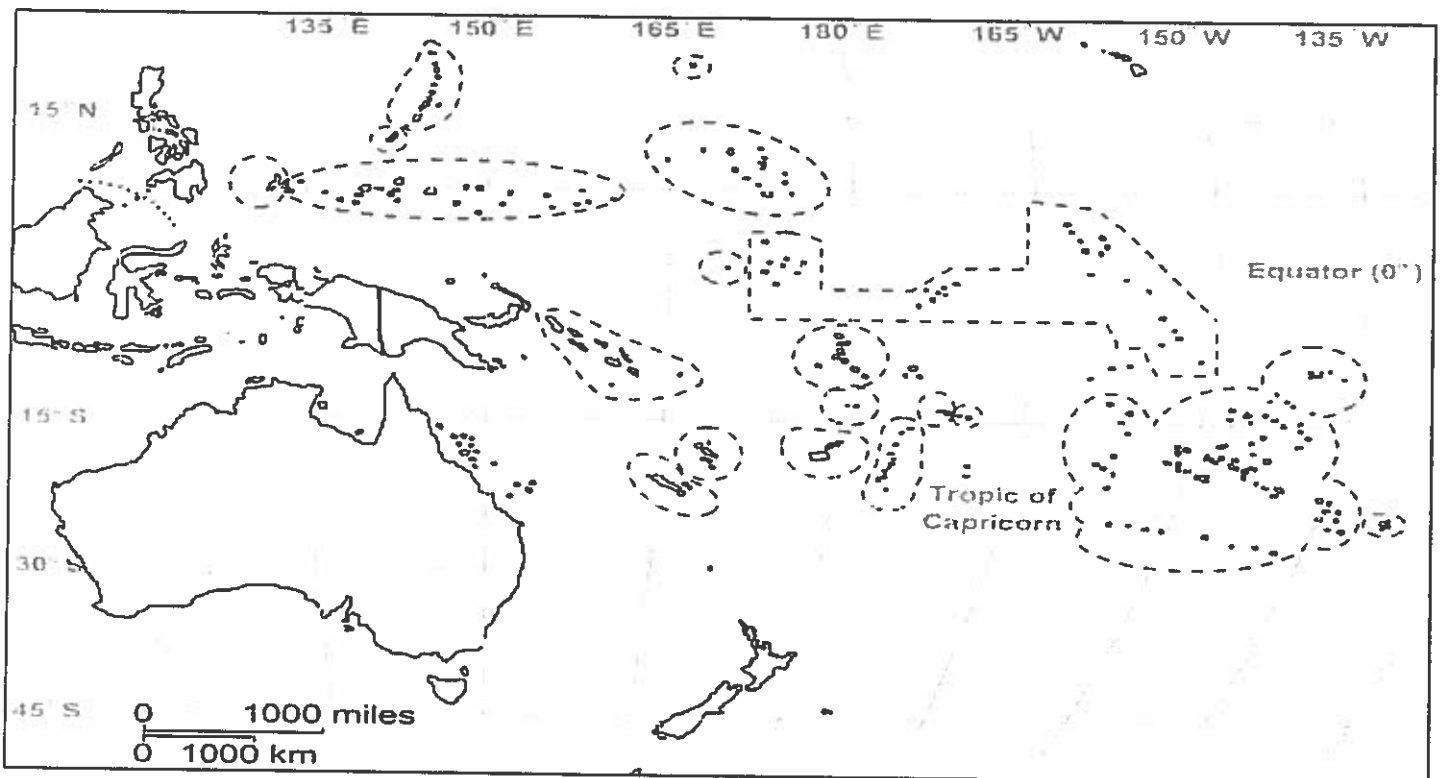 135° E 150° E 165° E 180° E 165° W 150° W 135° W
15° N
Equator (0°)
15° S
Tropic of
Capricorn
30° S
45° S
0 1000 miles
0 1000 km